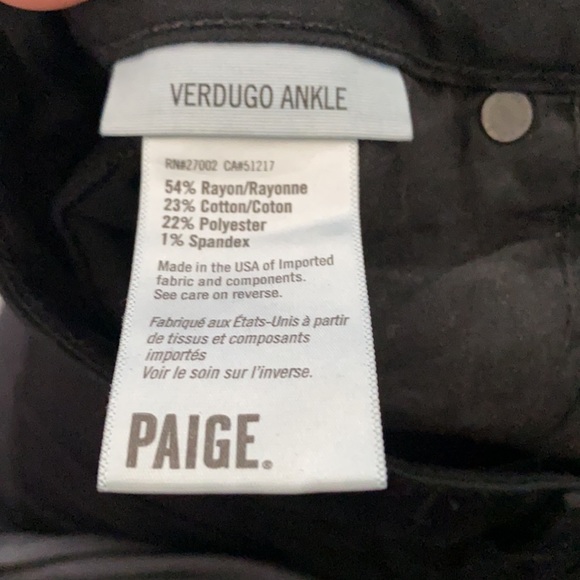 VERDUGO ANKLE
RN#27002 CA#51217
54% Rayon/Rayonne
23% Cotton/Coton
22% Polyester
1% Spandex
Made in the USA of Imported
fabric and components.
See care on reverse.
Fabriqué aux États-Unis à partir
de tissus et composants
importés
Voir le soin sur l'inverse.
PAIGE®